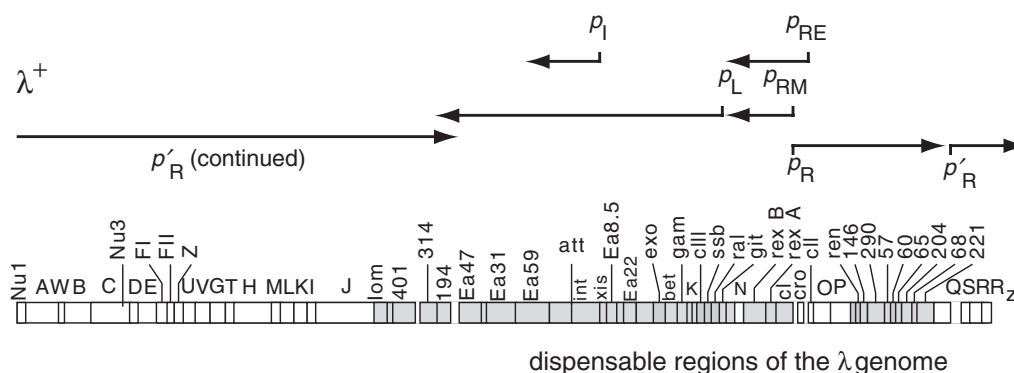 p_I
p_RE
λ⁺
p_L
p_RM
p′_R (continued)
p_R
p′_R
Nu1
A W B
C
Nu3
D E
FI
FII
Z
U V G T H M L K I
J
lom
401
314
194
Ea47
Ea31
Ea59
att
int
xis
Ea8.5
Ea22
exo
bet
gam
K
cIII
ssb
ral
git
N
rex B
rex A
cI
cro
cII
O P
ren
146
290
57
60
65
204
68
221
Q S R R_z
dispensable regions of the λ genome